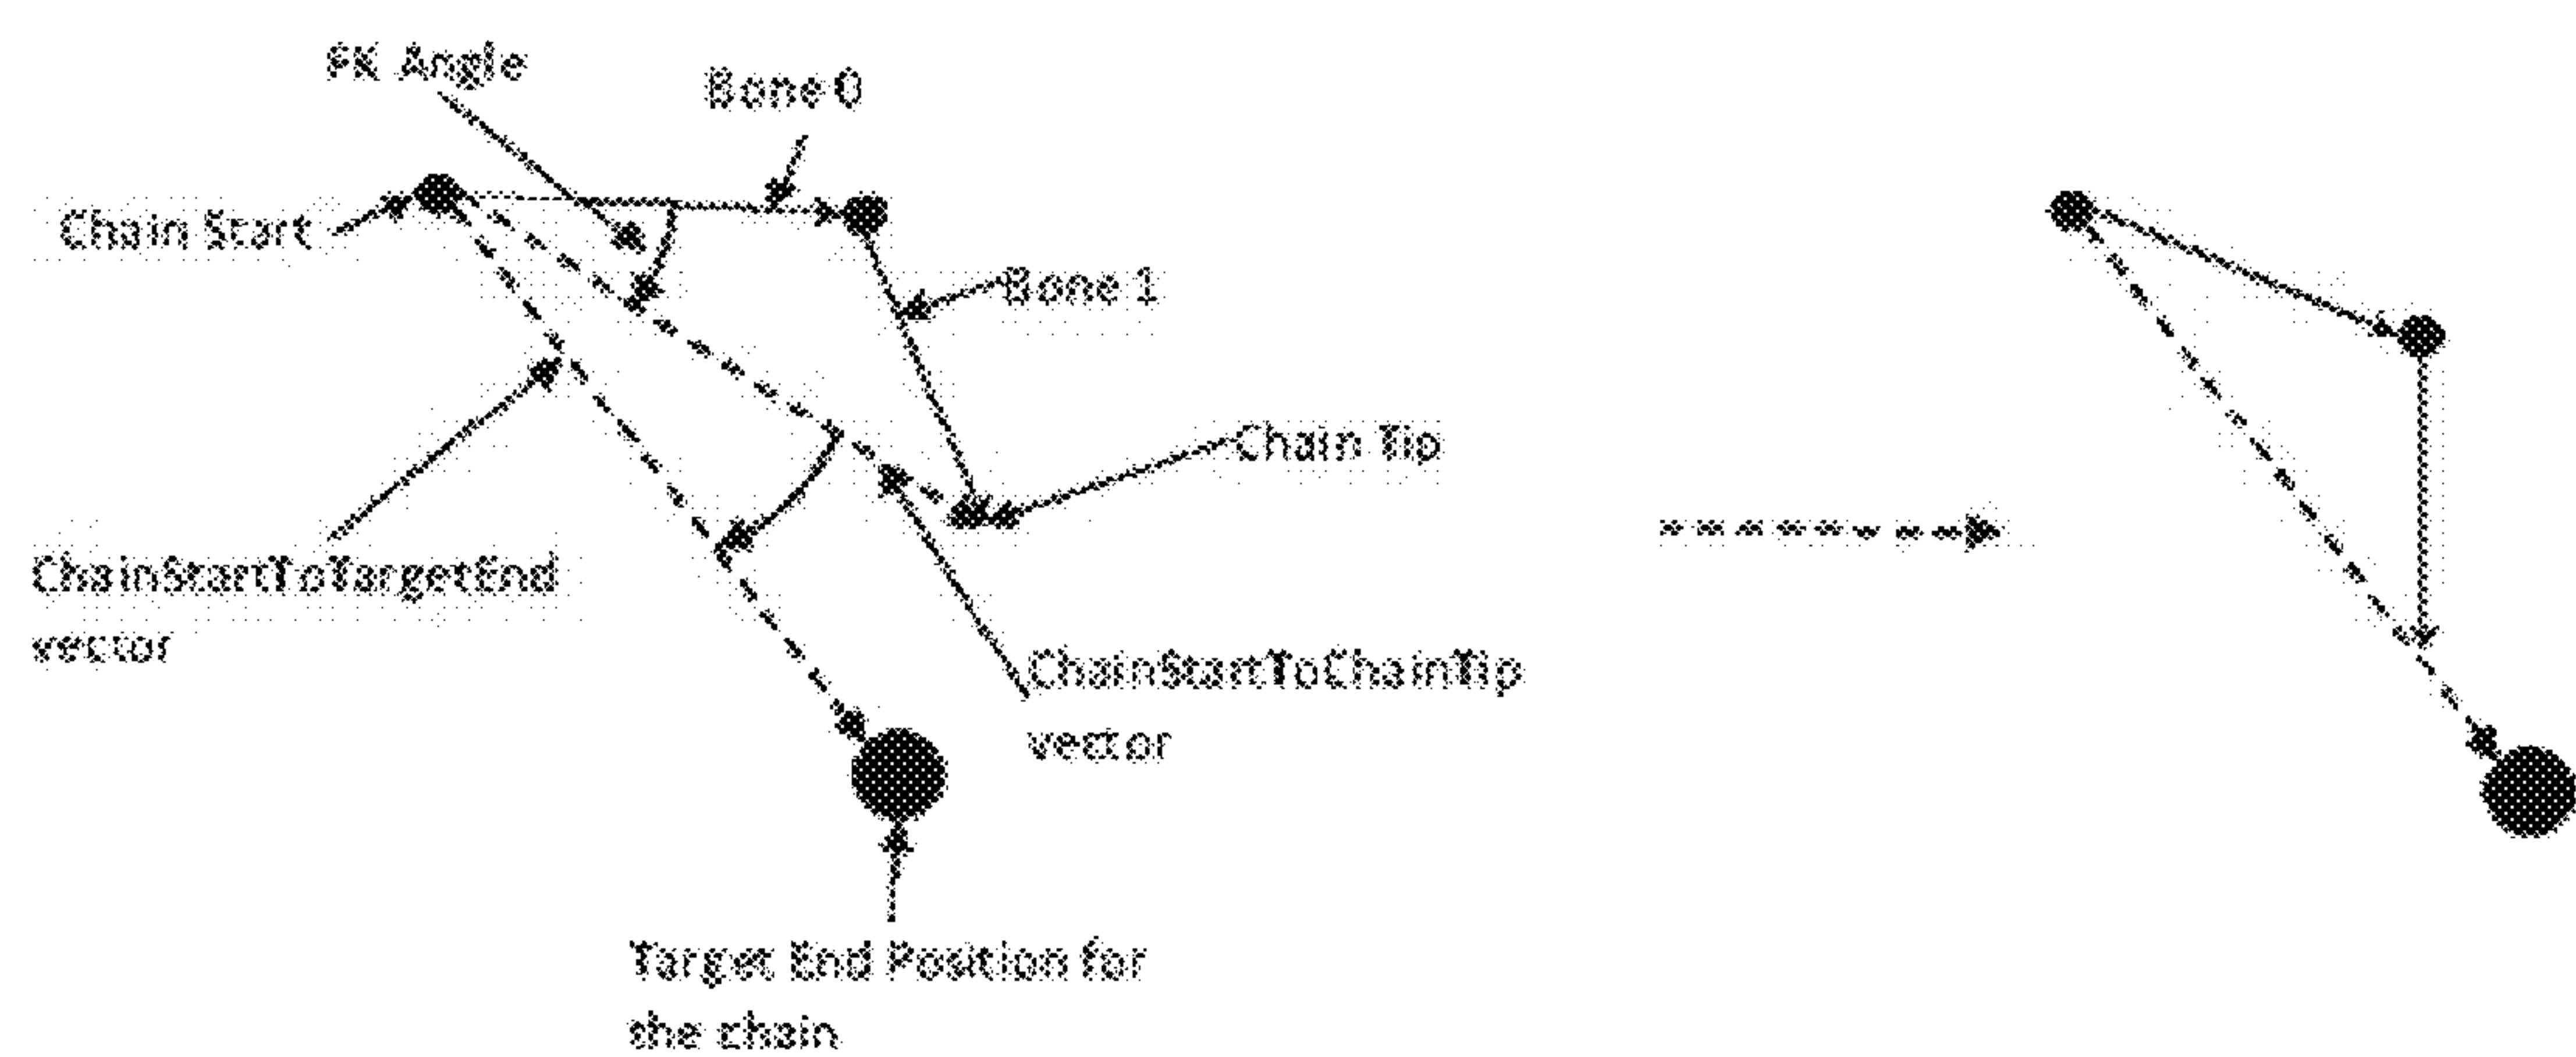 FK Angle
Bone 0
Chain Start
Bone 1
Chain Tip
ChainStartToTargetEnd
vector
ChainStartToChainTip
vector
Target End Position for
the chain